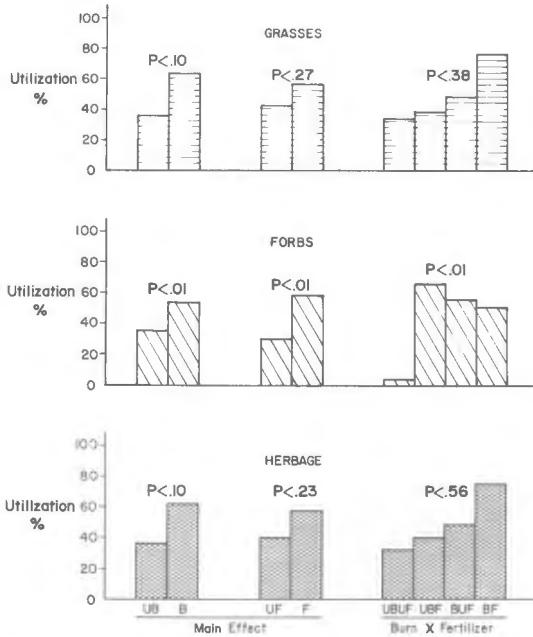 GRASSES
100
80
60
40
20
0
Utilization
%
P<.10
P<.27
P<.38
FORBS
100
80
60
40
20
0
Utilization
%
P<.01
P<.01
P<.01
HERBAGE
100
80
60
40
20
0
Utilization
%
P<.10
P<.23
P<.56
UB B UF F UBUF UBF BUF BF
Main Effect Burn X Fertilizer